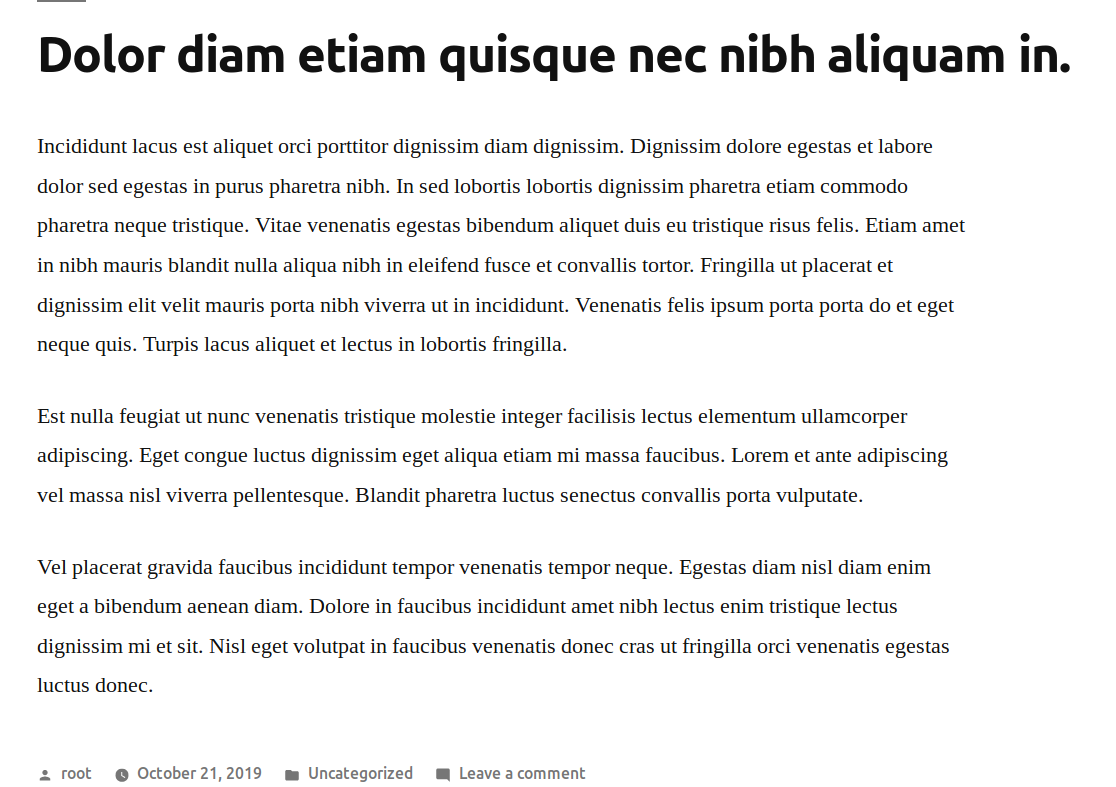 Dolor diam etiam quisque nec nibh aliquam in.
Incididunt lacus est aliquet orci porttitor dignissim diam dignissim. Dignissim dolore egestas et labore
dolor sed egestas in purus pharetra nibh. In sed lobortis lobortis dignissim pharetra etiam commodo
pharetra neque tristique. Vitae venenatis egestas bibendum aliquet duis eu tristique risus felis. Etiam amet
in nibh mauris blandit nulla aliqua nibh in eleifend fusce et convallis tortor. Fringilla ut placerat et
dignissim elit velit mauris porta nibh viverra ut in incididunt. Venenatis felis ipsum porta porta do et eget
neque quis. Turpis lacus aliquet et lectus in lobortis fringilla.
Est nulla feugiat ut nunc venenatis tristique molestie integer facilisis lectus elementum ullamcorper
adipiscing. Eget congue luctus dignissim eget aliqua etiam mi massa faucibus. Lorem et ante adipiscing
vel massa nisl viverra pellentesque. Blandit pharetra luctus senectus convallis porta vulputate.
Vel placerat gravida faucibus incididunt tempor venenatis tempor neque. Egestas diam nisl diam enim
eget a bibendum aenean diam. Dolore in faucibus incididunt amet nibh lectus enim tristique lectus
dignissim mi et sit. Nisl eget volutpat in faucibus venenatis donec cras ut fringilla orci venenatis egestas
luctus donec.
root October 21, 2019 Uncategorized Leave a comment